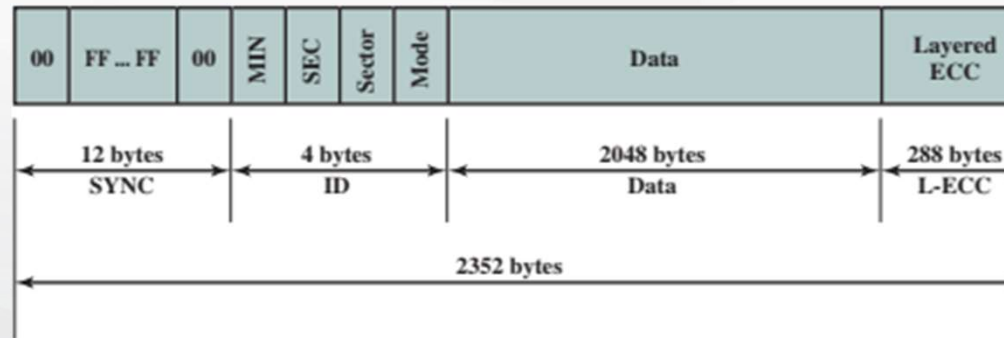 00 FF ... FF 00 MIN SEC Sector Mode Data Layered
ECC
12 bytes 4 bytes 2048 bytes 288 bytes
SYNC ID Data L-ECC
2352 bytes